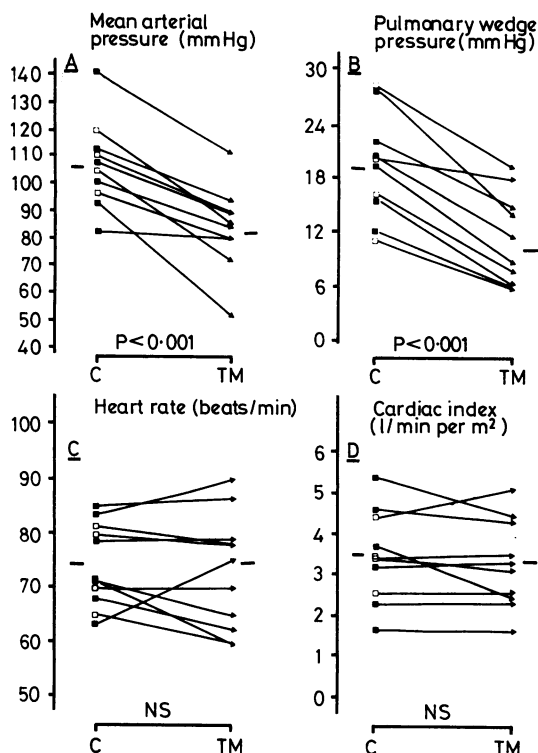 Mean arterial
pressure (mmHg)
A
140
130
120
110
100
90
80
70
60
50
40
P<0·001
C
TM
Pulmonary wedge
pressure (mmHg)
B
30
24
18
12
6
0
P<0·001
C
TM
Heart rate (beats/min)
C
100
90
80
70
60
50
NS
C
TM
Cardiac index
(l/min per m²)
D
6
5
4
3
2
1
0
NS
C
TM